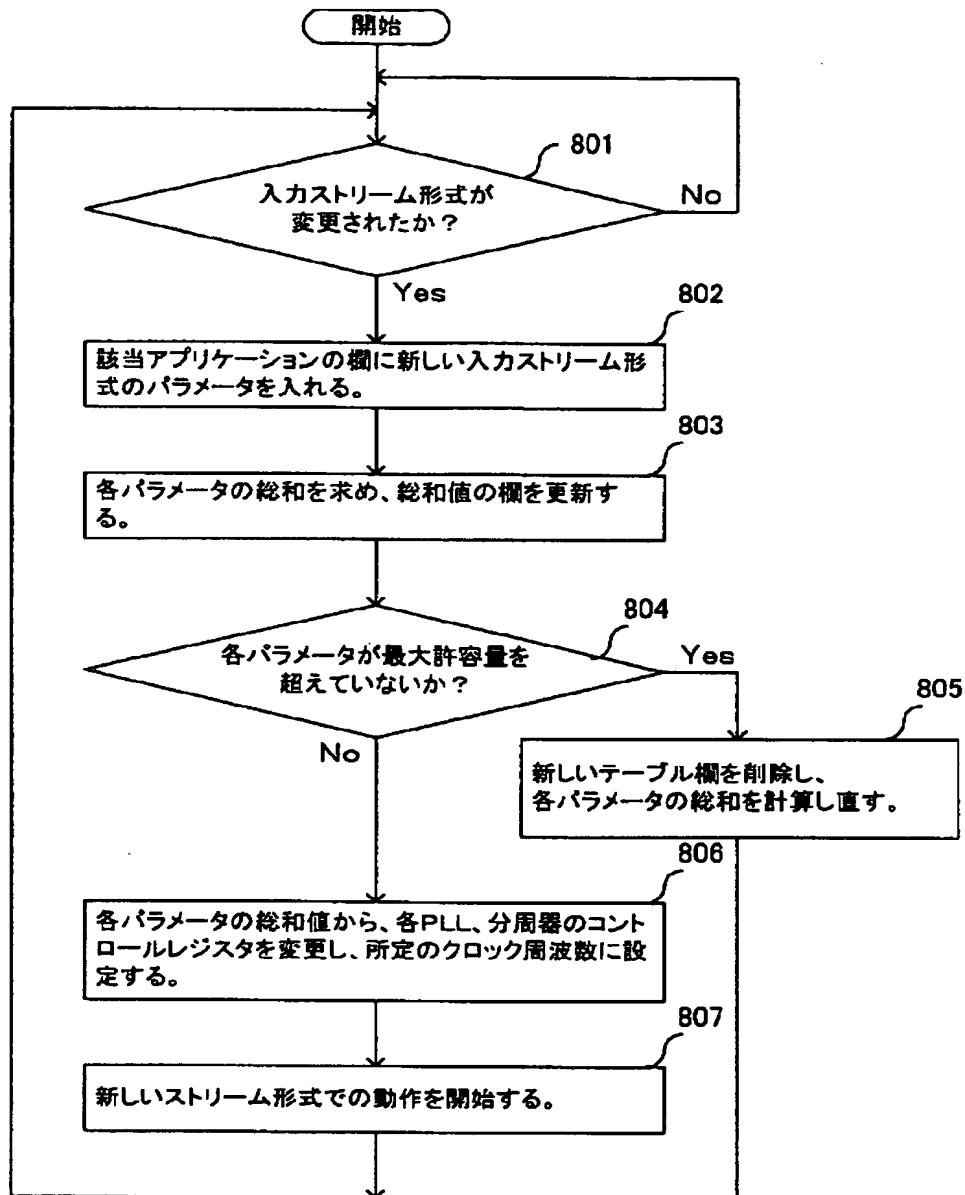 開始
801
入力ストリーム形式が
変更されたか？
No
Yes
802
該当アプリケーションの欄に新しい入力ストリーム形
式のパラメータを入れる。
803
各パラメータの総和を求め、総和値の欄を更新す
る。
804
各パラメータが最大許容量を
超えていないか？
Yes
No
805
新しいテーブル欄を削除し、
各パラメータの総和を計算し直す。
806
各パラメータの総和値から、各PLL、分周器のコント
ロールレジスタを変更し、所定のクロック周波数に設
定する。
807
新しいストリーム形式での動作を開始する。